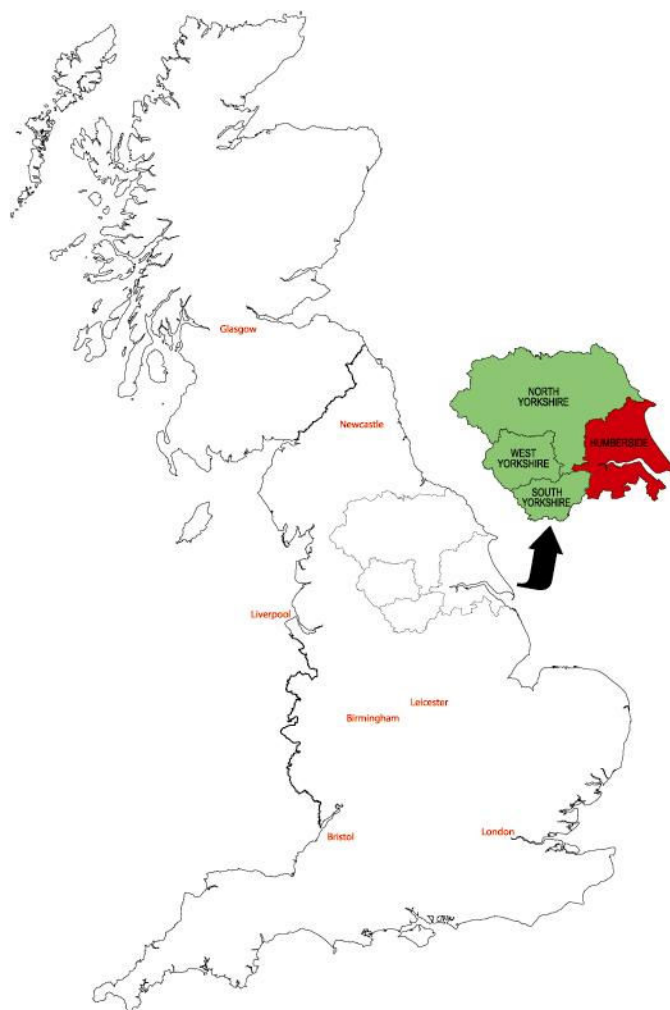 Glasgow
NORTH
YORKSHIRE
Newcastle
HUMBERSIDE
WEST
YORKSHIRE
SOUTH
YORKSHIRE
Liverpool
Leicester
Birmingham
London
Bristol